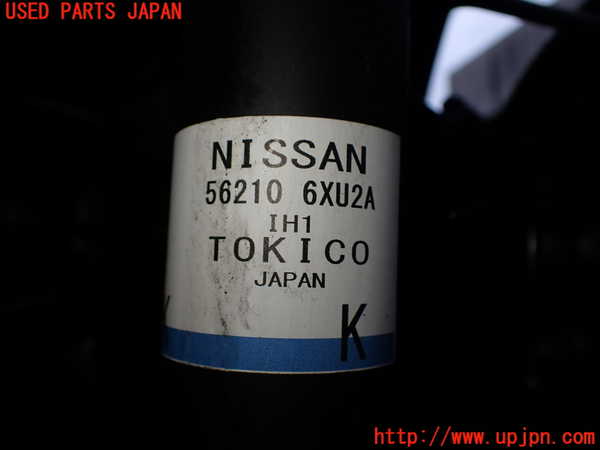 USED PARTS JAPAN
NISSAN
56210 6XU2A
IH1
TOKICO
JAPAN
K
http://www.upjpn.com/